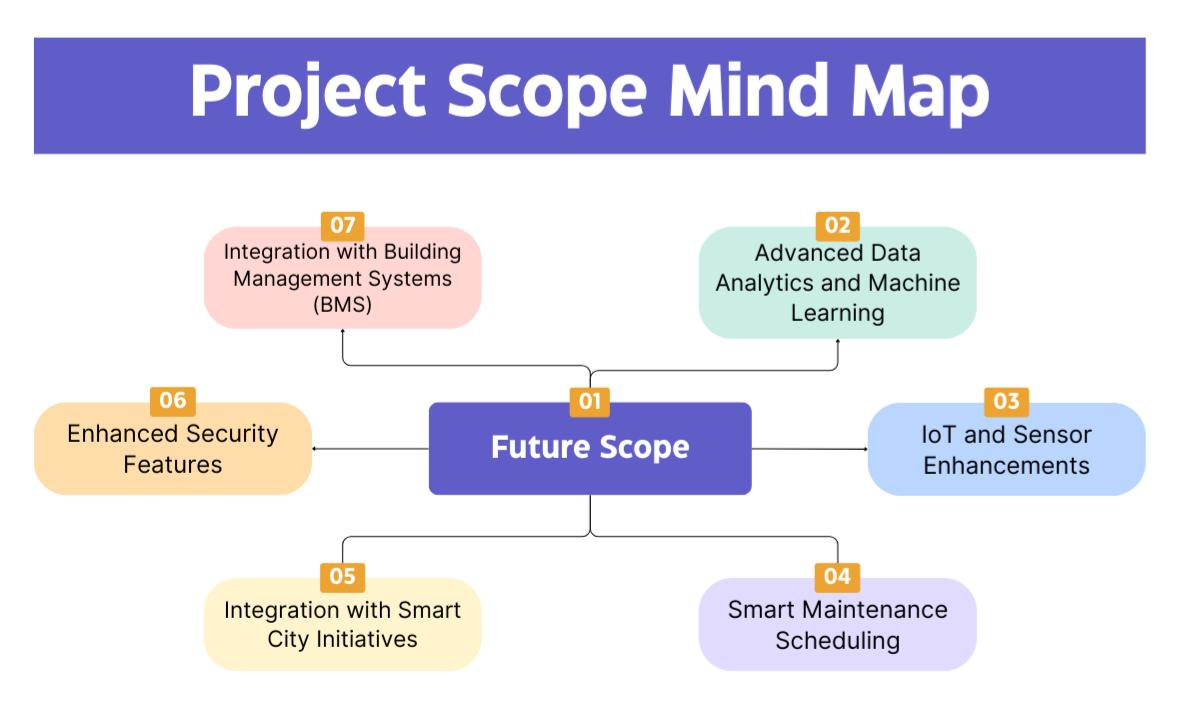 Project Scope Mind Map
07
Integration with Building
Management Systems
(BMS)
02
Advanced Data
Analytics and Machine
Learning
06
Enhanced Security
Features
01
Future Scope
03
IoT and Sensor
Enhancements
05
Integration with Smart
City Initiatives
04
Smart Maintenance
Scheduling